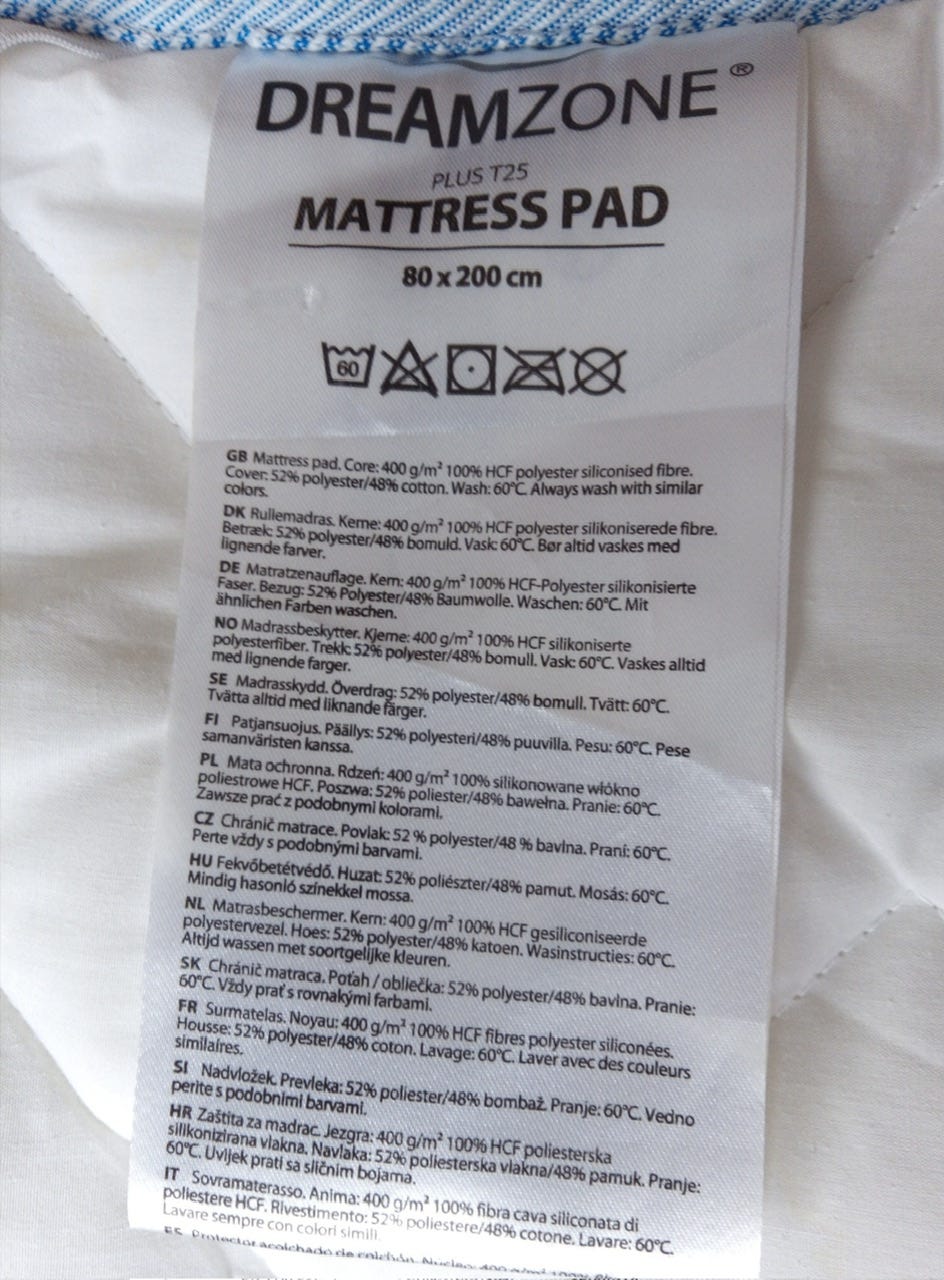 DREAMZONE®
PLUS T25
MATTRESS PAD
80 x 200 cm
60
GB Mattress pad. Core: 400 g/m² 100% HCF polyester siliconised fibre.
Cover: 52% polyester/48% cotton. Wash: 60°C. Always wash with similar
colors.
DK Rullemadras. Kerne: 400 g/m² 100% HCF polyester silikoniserede fibre.
Betræk: 52% polyester/48% bomuld. Vask: 60°C. Bør altid vaskes med
lignende farver.
DE Matratzenauflage. Kern: 400 g/m² 100% HCF-Polyester silikonisierte
Faser. Bezug: 52% Polyester/48% Baumwolle. Waschen: 60°C. Mit
ähnlichen Farben waschen.
NO Madrassbeskytter. Kjerne: 400 g/m² 100% HCF silikoniserte
polyesterfiber. Trekk: 52% polyester/48% bomull. Vask: 60°C. Vaskes alltid
med lignende farger.
SE Madrasskydd. Överdrag: 52% polyester/48% bomull. Tvätt: 60°C.
Tvätta alltid med liknande färger.
FI Patjansuojus. Päällys: 52% polyesteri/48% puuvilla. Pesu: 60°C. Pese
samanväristen kanssa.
PL Mata ochronna. Rdzeń: 400 g/m² 100% silikonowane włókno
poliestrowe HCF. Poszwa: 52% poliester/48% bawełna. Pranie: 60°C.
Zawsze prać z podobnymi kolorami.
CZ Chránič matrace. Povlak: 52 % polyester/48 % bavlna. Praní: 60°C.
Perte vždy s podobnými barvami.
HU Fekvőbetétvédő. Huzat: 52% poliészter/48% pamut. Mosás: 60°C.
Mindig hasonló színekkel mossa.
NL Matrasbeschermer. Kern: 400 g/m² 100% HCF gesiliconiseerde
polyestervezel. Hoes: 52% polyester/48% katoen. Wasinstructies: 60°C.
Altijd wassen met soortgelijke kleuren.
SK Chránič matraca. Poťah / obliečka: 52% polyester/48% bavlna. Pranie:
60°C. Vždy prať s rovnakými farbami.
FR Surmatelas. Noyau: 400 g/m² 100% HCF fibres polyester siliconées.
Housse: 52% polyester/48% coton. Lavage: 60°C. Laver avec des couleurs
similaires.
SI Nadvložek. Prevleka: 52% poliester/48% bombaž. Pranje: 60°C. Vedno
perite s podobnimi barvami.
HR Zaštita za madrac. Jezgra: 400 g/m² 100% HCF poliesterska
silikonizirana vlakna. Navlaka: 52% poliesterska vlakna/48% pamuk. Pranje:
60°C. Uvijek prati sa sličnim bojama.
IT Sovramaterasso. Anima: 400 g/m² 100% fibra cava siliconata di
poliestere HCF. Rivestimento: 52% poliestere/48% cotone. Lavare: 60°C.
Lavare sempre con colori simili.
ES Protector acolchado de colchón. Núcleo: 400 g/m² 100%